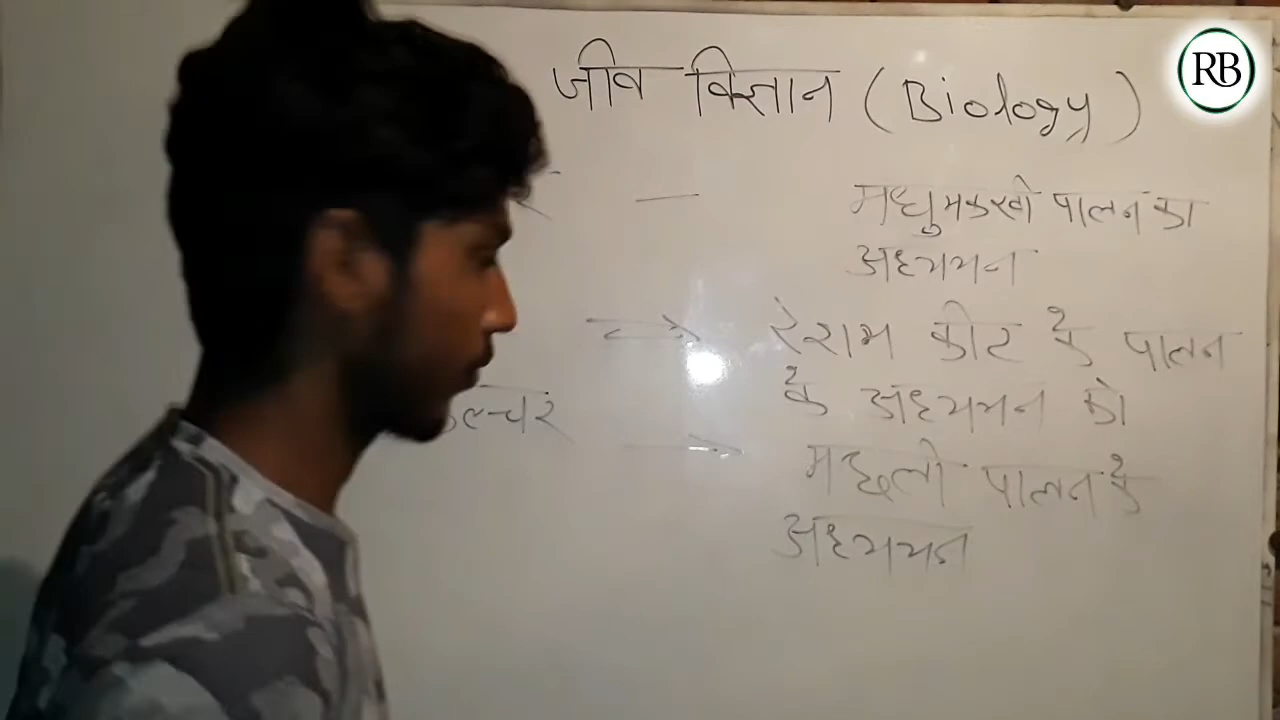 जीव विज्ञान (Biology)
RB
— मधुमक्खी पालन का
अध्ययन
→ रेशम कीट के पालन
के अध्ययन को
कल्चर → मछली पालन के
अध्ययन